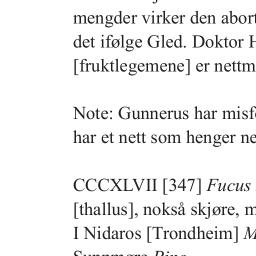 mengder virker den abort
det ifølge Gled. Doktor H
[fruktlegemene] er nettm
Note: Gunnerus har misf
har et nett som henger ne
CCCXLVII [347] Fucus
[thallus], nokså skjøre, m
I Nidaros [Trondheim] M